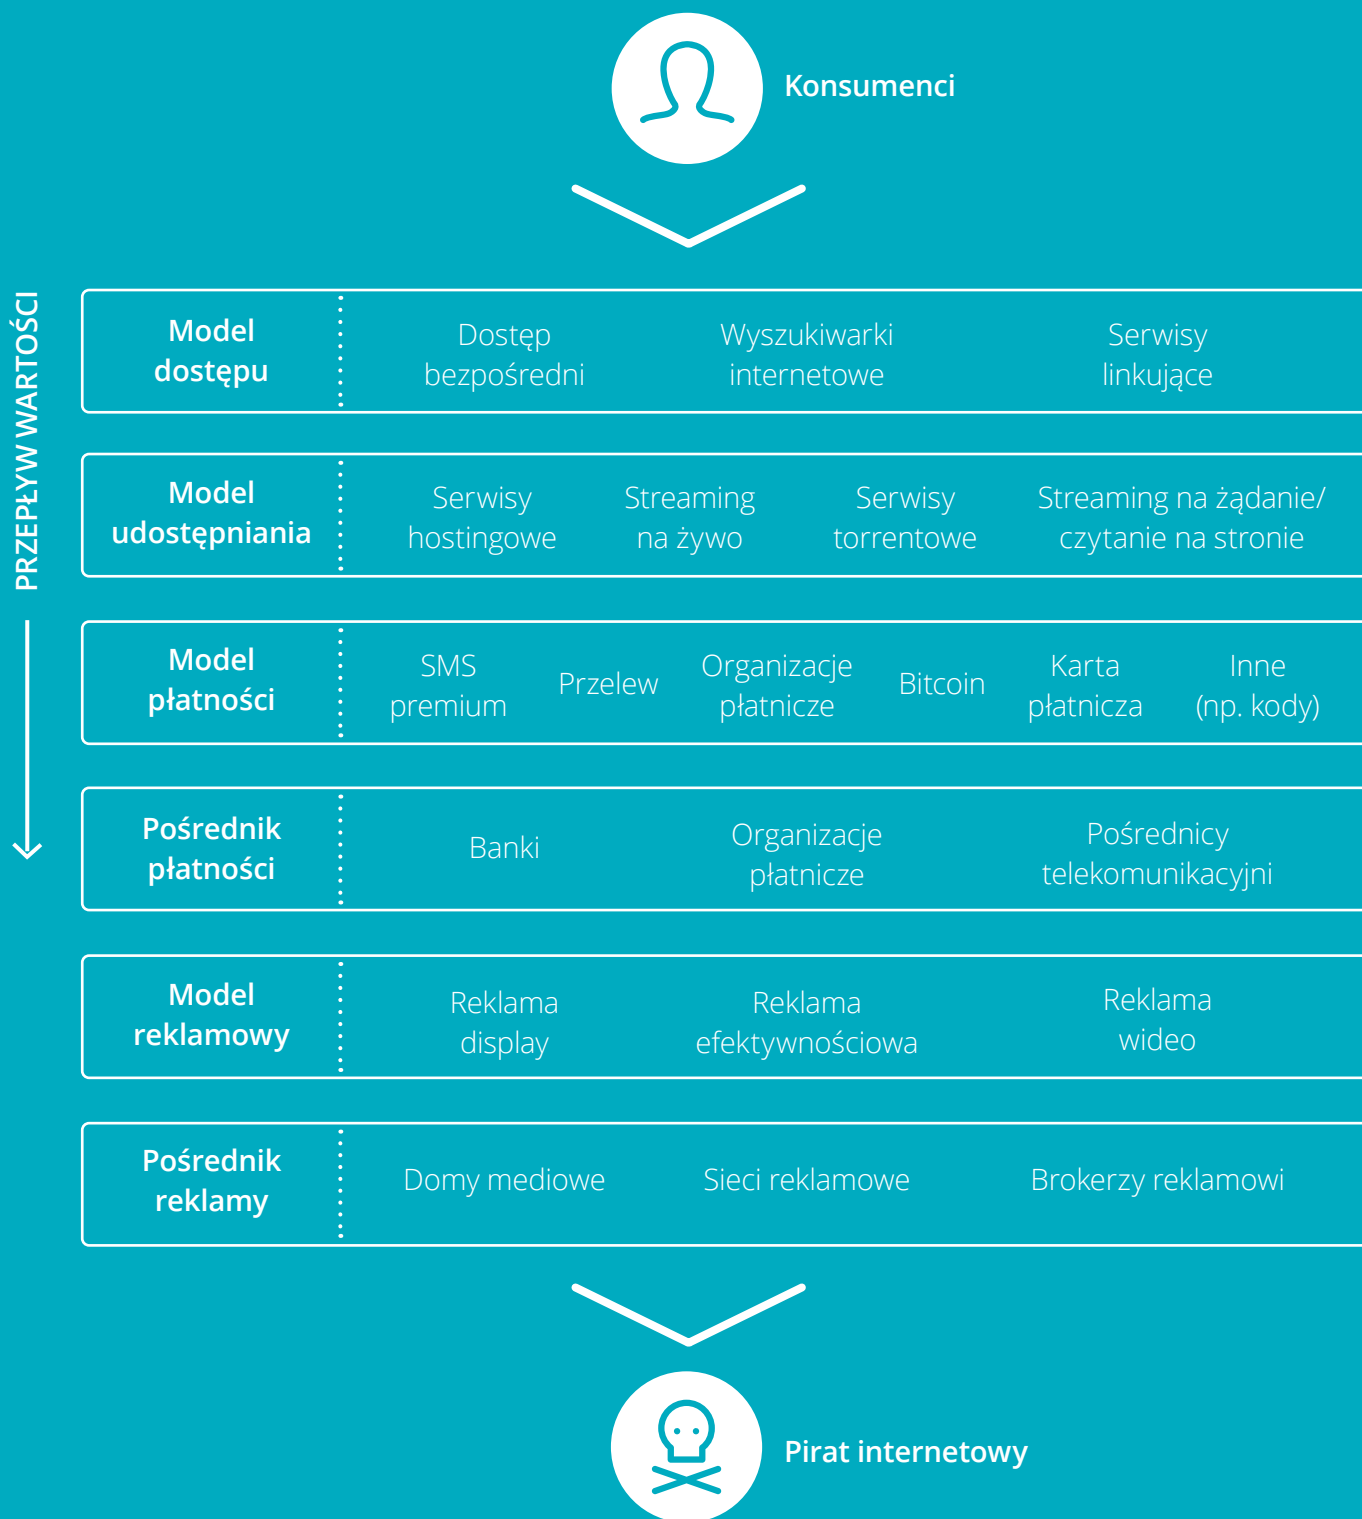 Konsumenci
PRZEPŁYW WARTOŚCI
Model
dostępu
Dostęp
bezpośredni
Wyszukiwarki
internetowe
Serwisy
linkujące
Model
udostępniania
Serwisy
hostingowe
Streaming
na żywo
Serwisy
torrentowe
Streaming na żądanie/
czytanie na stronie
Model
płatności
SMS
premium
Przelew
Organizacje
płatnicze
Bitcoin
Karta
płatnicza
Inne
(np. kody)
Pośrednik
płatności
Banki
Organizacje
płatnicze
Pośrednicy
telekomunikacyjni
Model
reklamowy
Reklama
display
Reklama
efektywnościowa
Reklama
wideo
Pośrednik
reklamy
Domy mediowe
Sieci reklamowe
Brokerzy reklamowi
Pirat internetowy